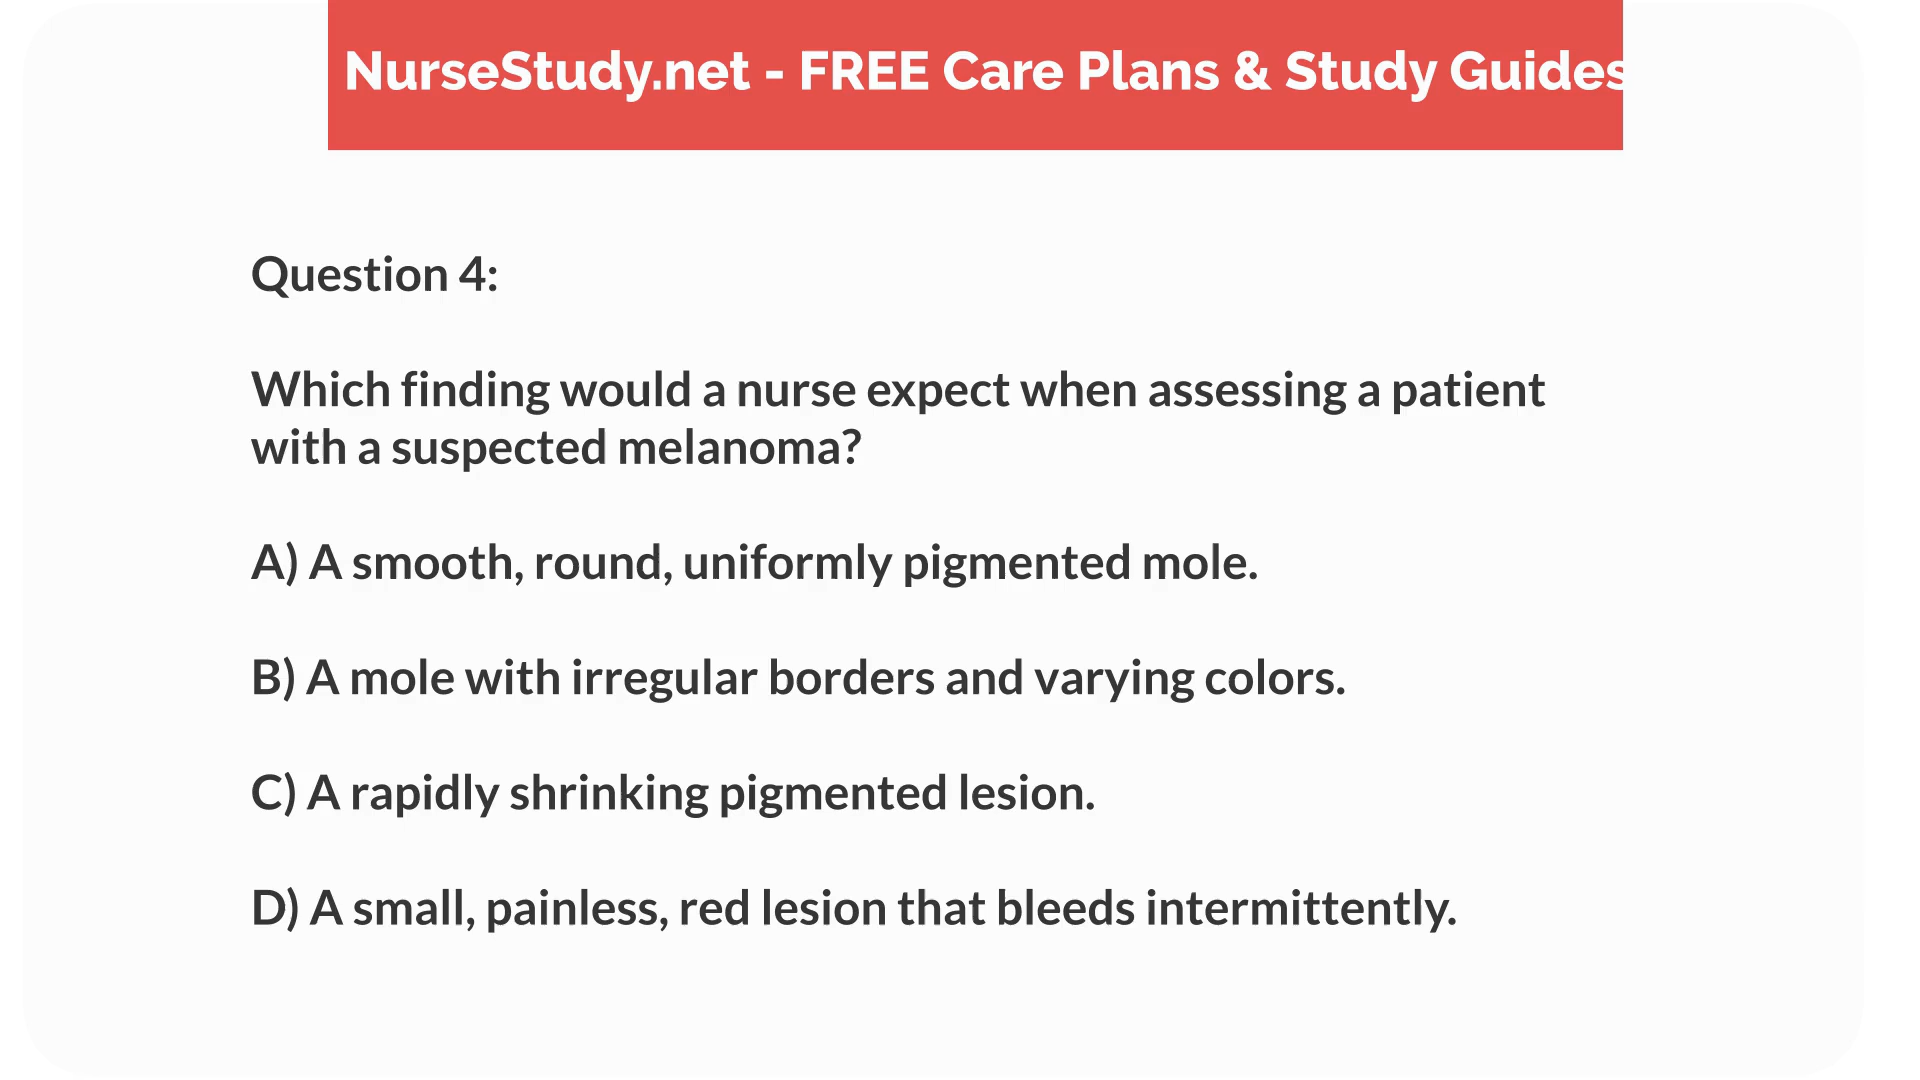 NurseStudy.net - FREE Care Plans & Study Guides
Question 4:
Which finding would a nurse expect when assessing a patient
with a suspected melanoma?
A) A smooth, round, uniformly pigmented mole.
B) A mole with irregular borders and varying colors.
C) A rapidly shrinking pigmented lesion.
D) A small, painless, red lesion that bleeds intermittently.